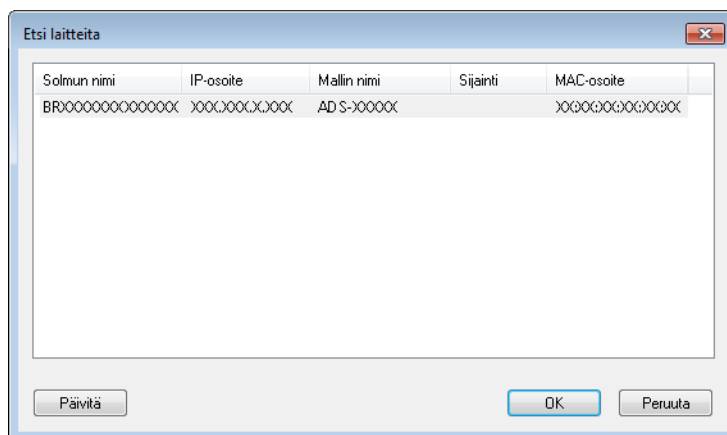 Etsi laitteita
Solmun nimi IP-osoite Mallin nimi Sijainti MAC-osoite
BRXXXXXXXXXXXXX XXX.XXX.X.XXX ADS-XXXXX XX:XX:XX:XX:XX:XX
Päivitä OK Peruuta